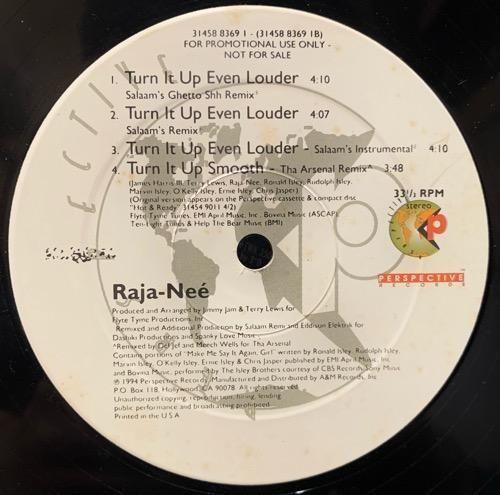 31458 8369 1 - (31458 8369 1B)
FOR PROMOTIONAL USE ONLY -
NOT FOR SALE
1. Turn It Up Even Louder 4:10
Salaam's Ghetto Shh Remix
2. Turn It Up Even Louder 4:07
Salaam's Remix
3. Turn It Up Even Louder - Salaam's Instrumental 4:10
4. Turn It Up Smooth - Tha Arsenal Remix^ 3:48
(James Harris III, Terry Lewis, Raja-Nee, Ronald Isley, Rudolph Isley,
Marvin Isley, O'Kelly Isley, Ernie Isley, Chris Jasper)
(Original version appears on the Perspective cassette & compact disc
"Hot & Ready" 31454 9011 4/2)
Flyte Tyme Tunes, EMI April Music, Inc., Bovina Music (ASCAP)
Ten-Eight Tunes & Help The Bear Music (BMI)
33⅓ RPM
stereo
P
PERSPECTIVE
RECORDS
ECTIVE
Raja-Neé
Produced and Arranged by Jimmy Jam & Terry Lewis for
Flyte Tyme Productions, Inc.
Remixed and Additional Production by Salaam Remi and Eddison Elektrik for
Dastuki Productions and Spanky Love Music
^Remixed by Def Jef and Meech Wells for Tha Arsenal
Contains portions of "Make Me Say It Again, Girl" written by Ronald Isley, Rudolph Isley,
Marvin Isley, O'Kelly Isley, Ernie Isley & Chris Jasper published by EMI April Music, Inc.
and Bovina Music, performed by The Isley Brothers courtesy of CBS Records/Sony Music
℗ 1994 Perspective Records. Manufactured and Distributed by A&M Records, Inc.
P.O. Box 118, Hollywood, CA 90078. All rights reserved.
Unauthorized copying, reproduction, hiring, lending,
public performance and broadcasting prohibited.
Printed in the U.S.A